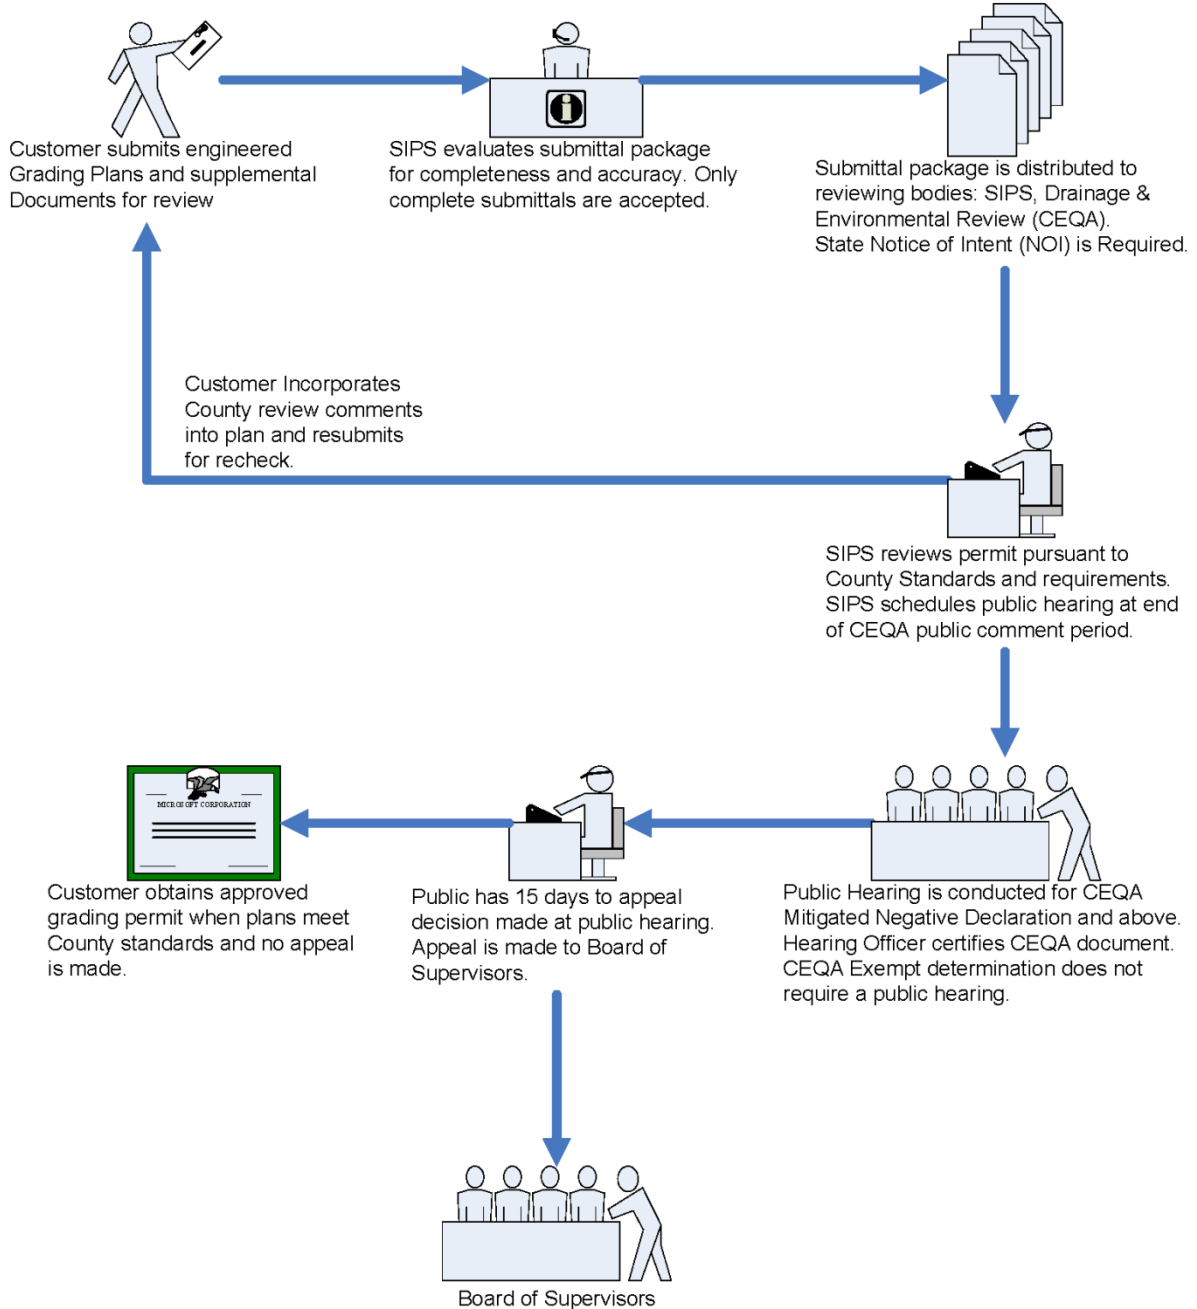 Customer submits engineered
Grading Plans and supplemental
Documents for review
SIPS evaluates submittal package
for completeness and accuracy. Only
complete submittals are accepted.
Submittal package is distributed to
reviewing bodies: SIPS, Drainage &
Environmental Review (CEQA).
State Notice of Intent (NOI) is Required.
Customer Incorporates
County review comments
into plan and resubmits
for recheck.
SIPS reviews permit pursuant to
County Standards and requirements.
SIPS schedules public hearing at end
of CEQA public comment period.
MICROSOFT CORPORATION
Customer obtains approved
grading permit when plans meet
County standards and no appeal
is made.
Public has 15 days to appeal
decision made at public hearing.
Appeal is made to Board of
Supervisors.
Public Hearing is conducted for CEQA
Mitigated Negative Declaration and above.
Hearing Officer certifies CEQA document.
CEQA Exempt determination does not
require a public hearing.
Board of Supervisors